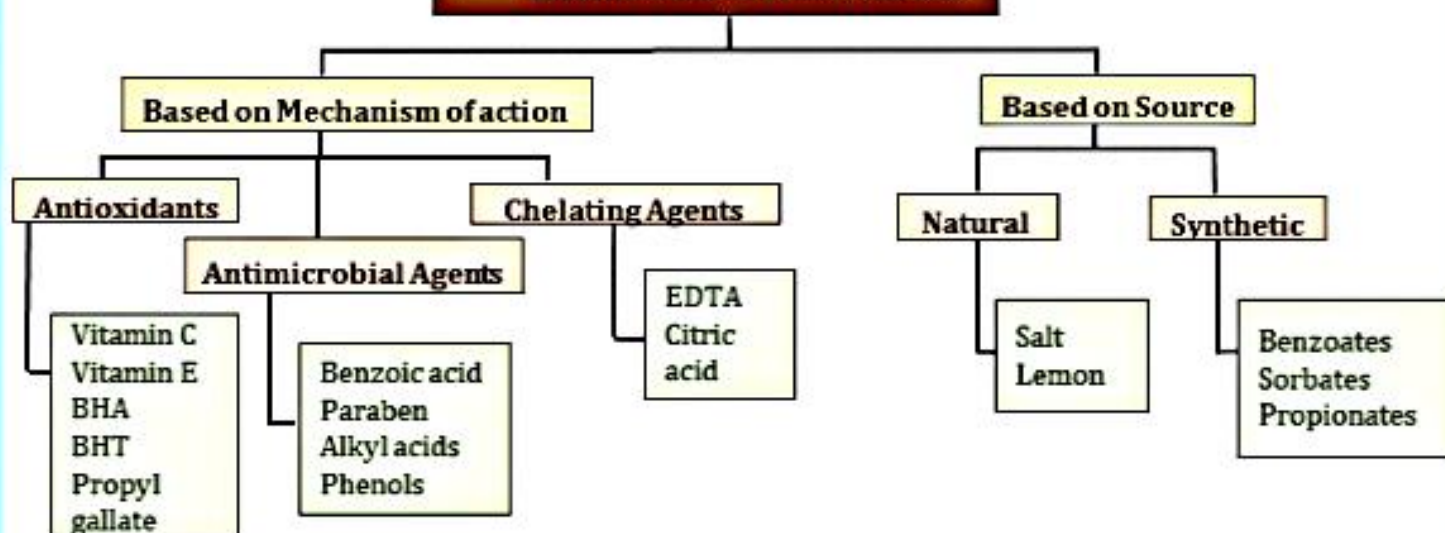 Based on Mechanism of action
Based on Source
Antioxidants
Chelating Agents
Natural
Synthetic
Antimicrobial Agents
Vitamin C
Vitamin E
BHA
BHT
Propyl
gallate
Benzoic acid
Paraben
Alkyl acids
Phenols
EDTA
Citric
acid
Salt
Lemon
Benzoates
Sorbates
Propionates